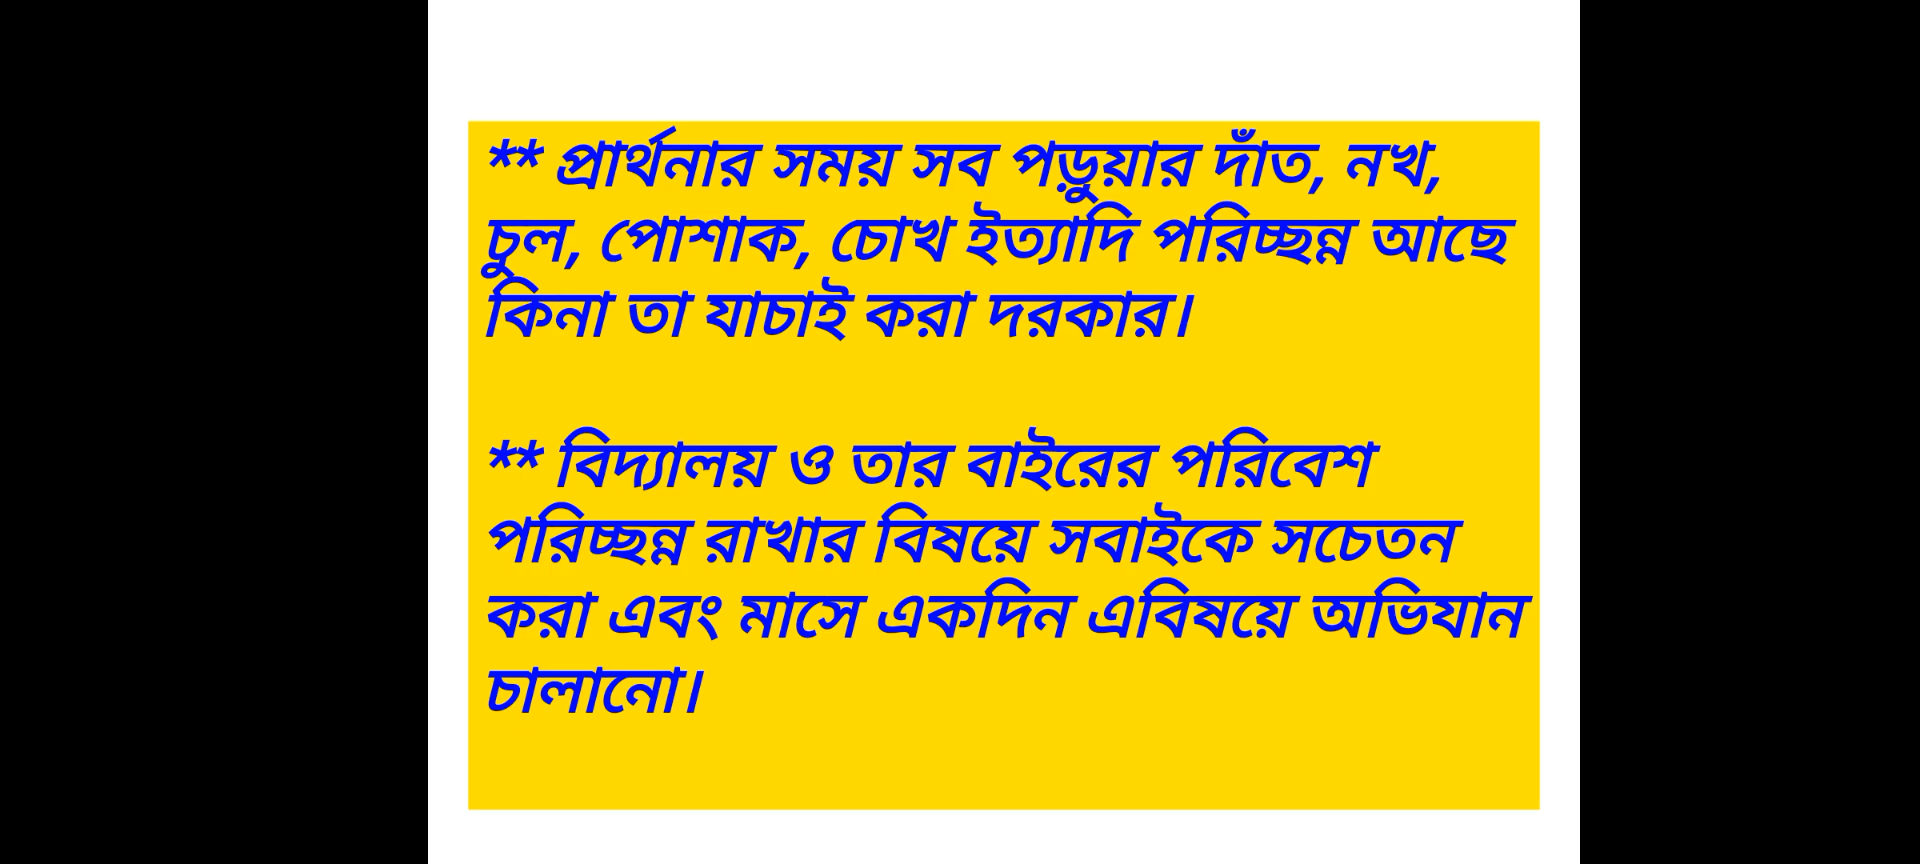 ** প্রার্থনার সময় সব পড়ুয়ার দাঁত, নখ,
চুল, পোশাক, চোখ ইত্যাদি পরিচ্ছন্ন আছে
কিনা তা যাচাই করা দরকার।
** বিদ্যালয় ও তার বাইরের পরিবেশ
পরিচ্ছন্ন রাখার বিষয়ে সবাইকে সচেতন
করা এবং মাসে একদিন এবিষয়ে অভিযান
চালানো।